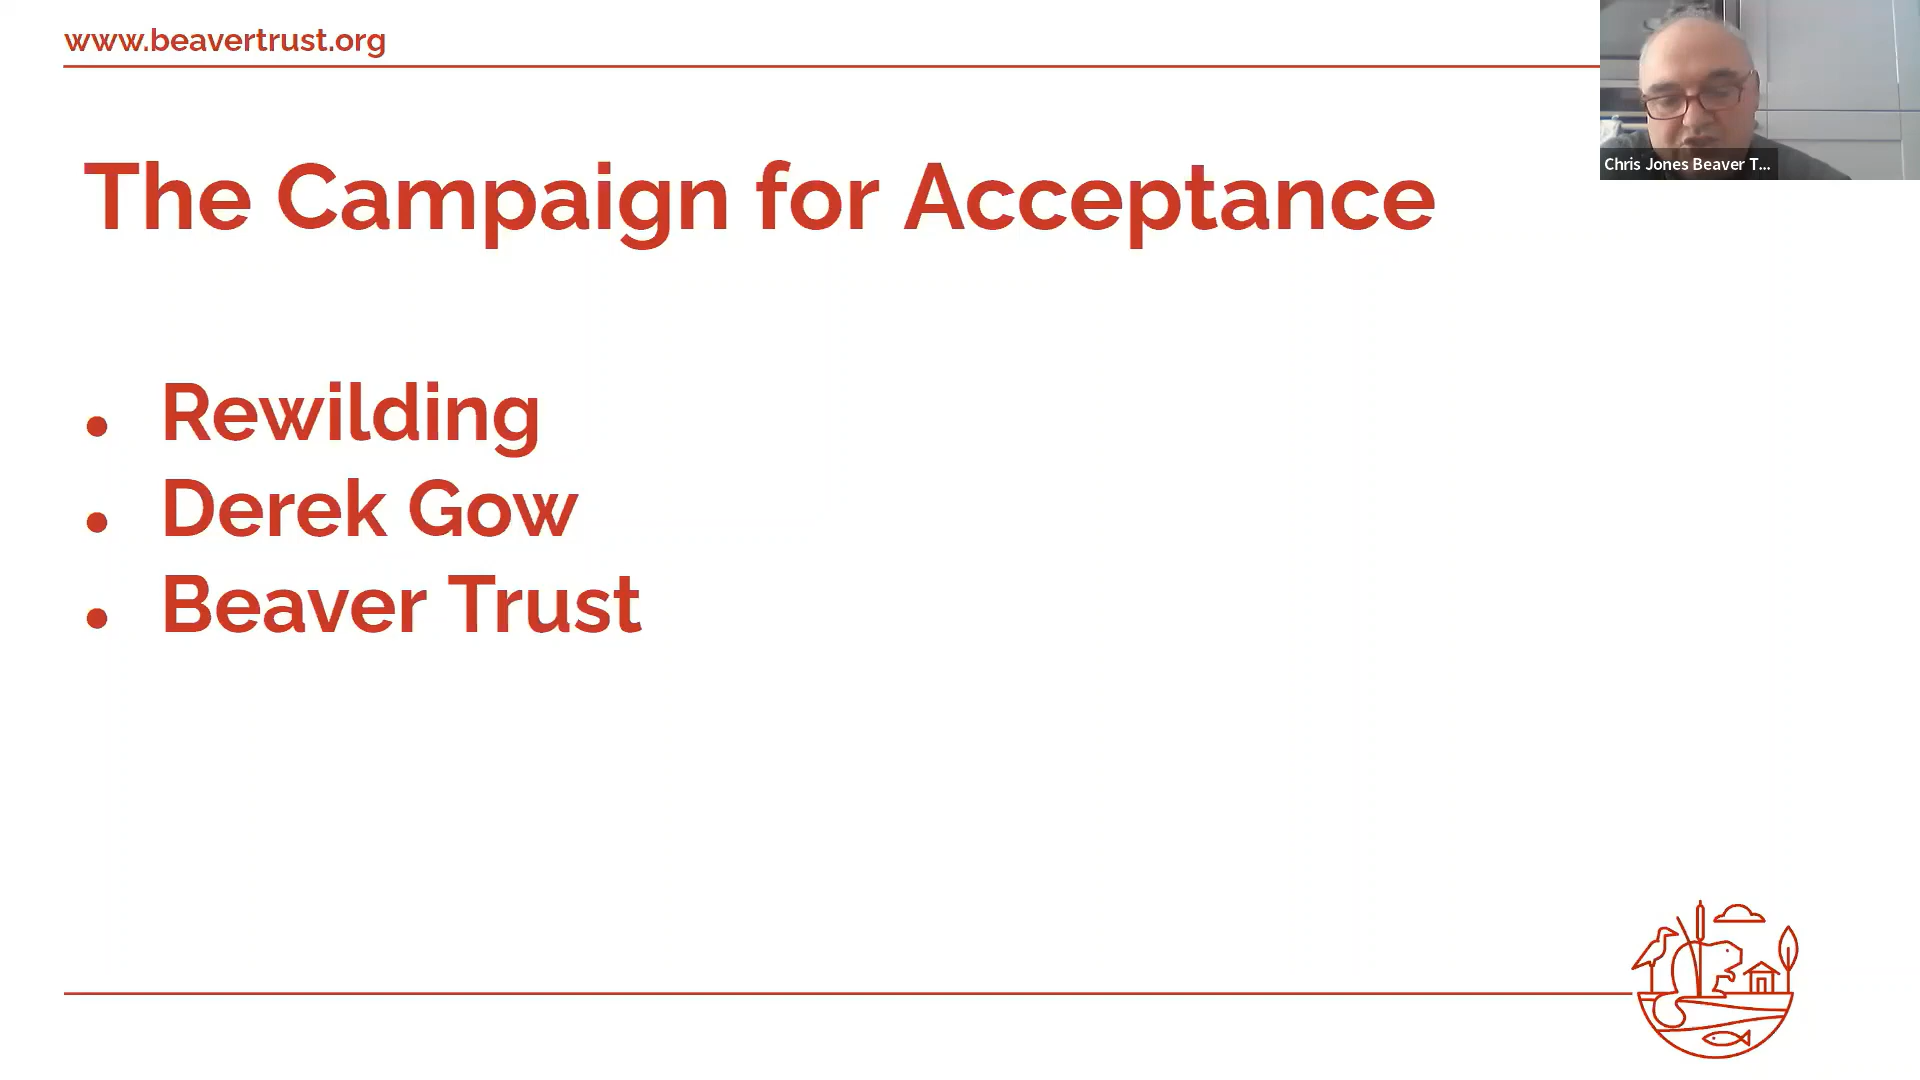 www.beavertrust.org
Chris Jones Beaver T...
The Campaign for Acceptance
• Rewilding
• Derek Gow
• Beaver Trust